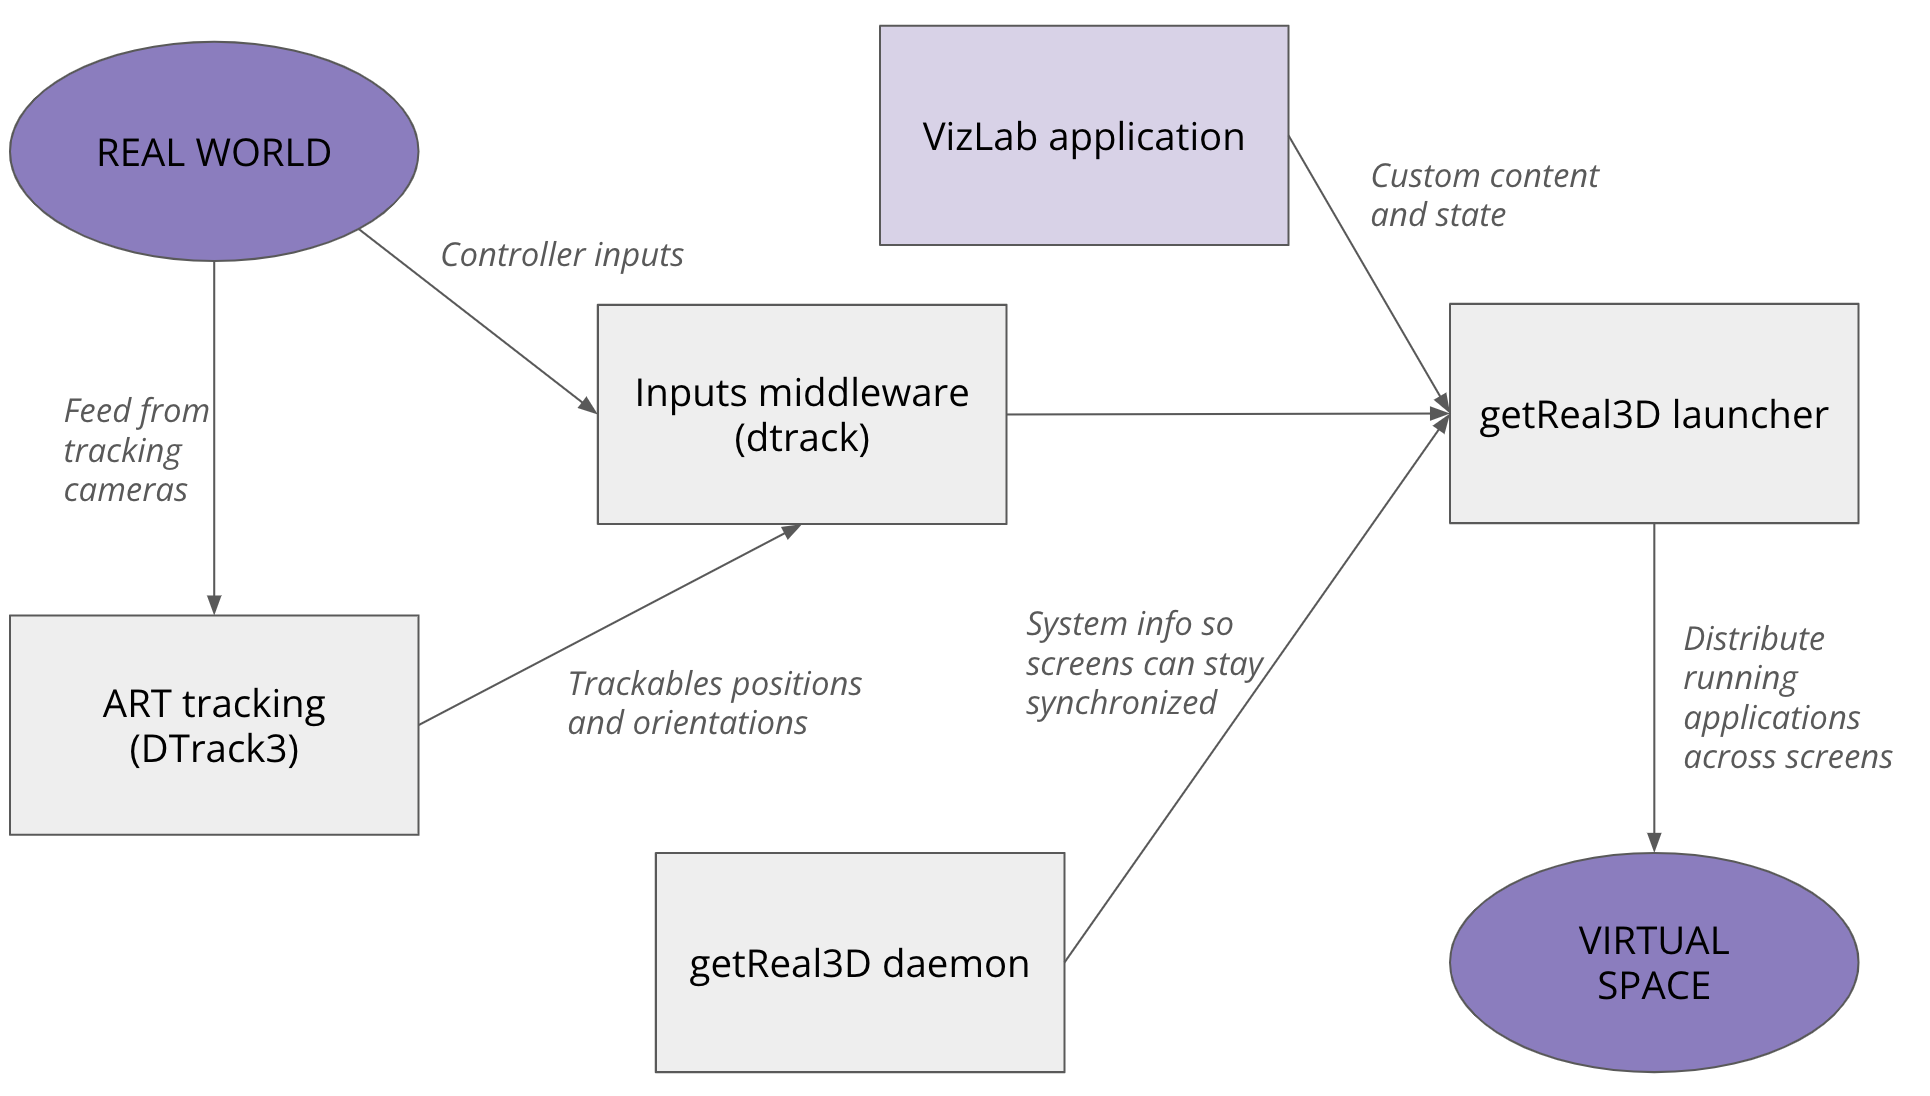 REAL WORLD
VizLab application
Custom content
and state
Controller inputs
Inputs middleware
(dtrack)
getReal3D launcher
Feed from
tracking
cameras
ART tracking
(DTrack3)
Trackables positions
and orientations
System info so
screens can stay
synchronized
Distribute
running
applications
across screens
getReal3D daemon
VIRTUAL
SPACE